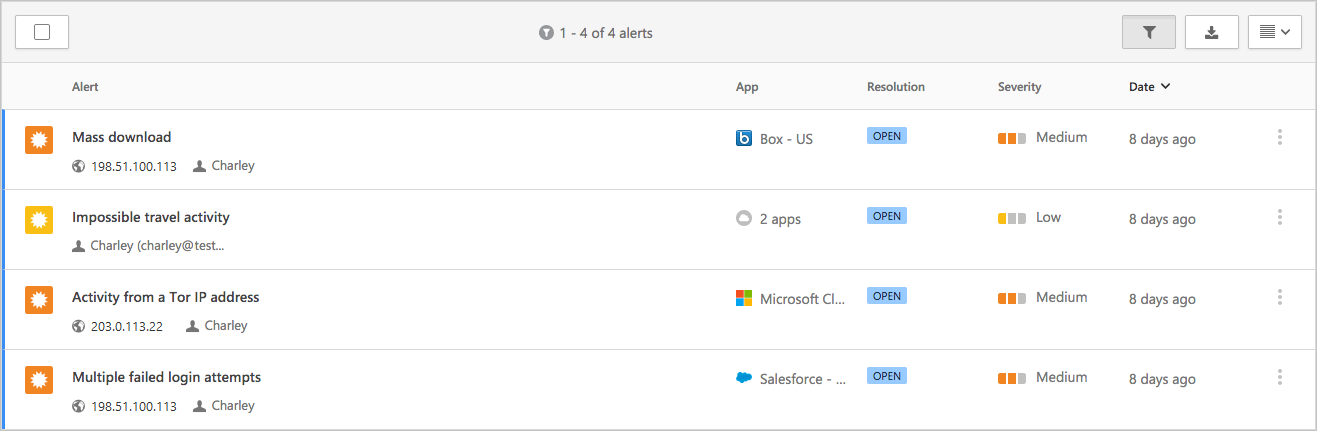 1 - 4 of 4 alerts
Alert App Resolution Severity Date
Mass download Box - US OPEN Medium 8 days ago
198.51.100.113 Charley
Impossible travel activity 2 apps OPEN Low 8 days ago
Charley (charley@test...
Activity from a Tor IP address Microsoft Cl... OPEN Medium 8 days ago
203.0.113.22 Charley
Multiple failed login attempts Salesforce - ... OPEN Medium 8 days ago
198.51.100.113 Charley